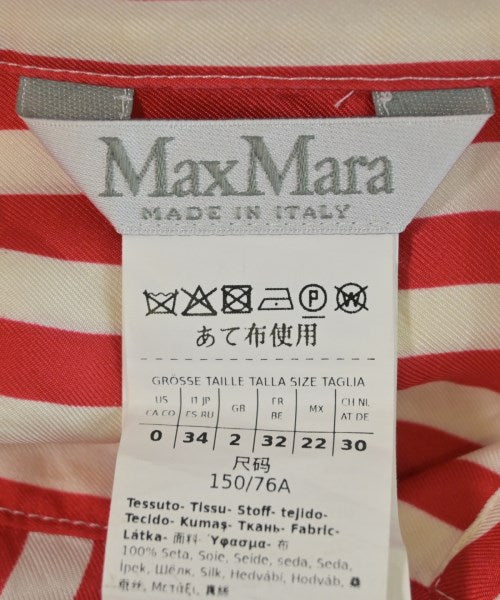 MaxMara
MADE IN ITALY
P W
あて布使用
GRÖSSE TAILLE TALLA SIZE TAGLIA
US IT JP GB FR MX CH NL
CA CO ES RU BE AT DE
0 34 2 32 22 30
尺码
150/76A
Tessuto- Tissu- Stoff- tejido-
Tecido- Kumaş- Ткань- Fabric-
Látka- 面料- Ύφασμα- 布
100% Seta, Soie, Seide, seda, Seda,
İpek, Шёлк, Silk, Hedvábí, Hodváb,
蚕丝, Μετάξι,